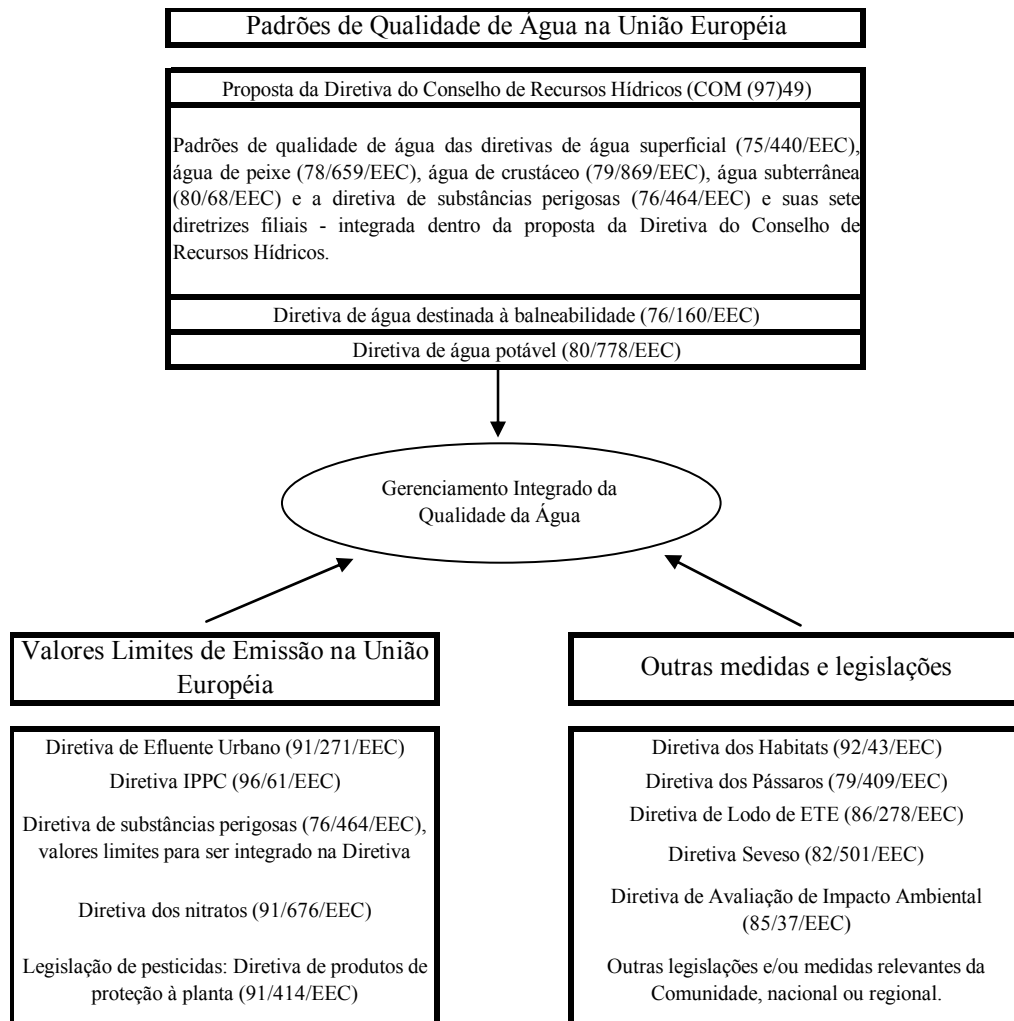 Padrões de Qualidade de Água na União Européia
Proposta da Diretiva do Conselho de Recursos Hídricos (COM (97)49)
Padrões de qualidade de água das diretivas de água superficial (75/440/EEC),
água de peixe (78/659/EEC), água de crustáceo (79/869/EEC), água subterrânea
(80/68/EEC) e a diretiva de substâncias perigosas (76/464/EEC) e suas sete
diretrizes filiais - integrada dentro da proposta da Diretiva do Conselho de
Recursos Hídricos.
Diretiva de água destinada à balneabilidade (76/160/EEC)
Diretiva de água potável (80/778/EEC)
Gerenciamento Integrado da
Qualidade da Água
Valores Limites de Emissão na União
Européia
Diretiva de Efluente Urbano (91/271/EEC)
Diretiva IPPC (96/61/EEC)
Diretiva de substâncias perigosas (76/464/EEC),
valores limites para ser integrado na Diretiva
Diretiva dos nitratos (91/676/EEC)
Legislação de pesticidas: Diretiva de produtos de
proteção à planta (91/414/EEC)
Outras medidas e legislações
Diretiva dos Habitats (92/43/EEC)
Diretiva dos Pássaros (79/409/EEC)
Diretiva de Lodo de ETE (86/278/EEC)
Diretiva Seveso (82/501/EEC)
Diretiva de Avaliação de Impacto Ambiental
(85/37/EEC)
Outras legislações e/ou medidas relevantes da
Comunidade, nacional ou regional.